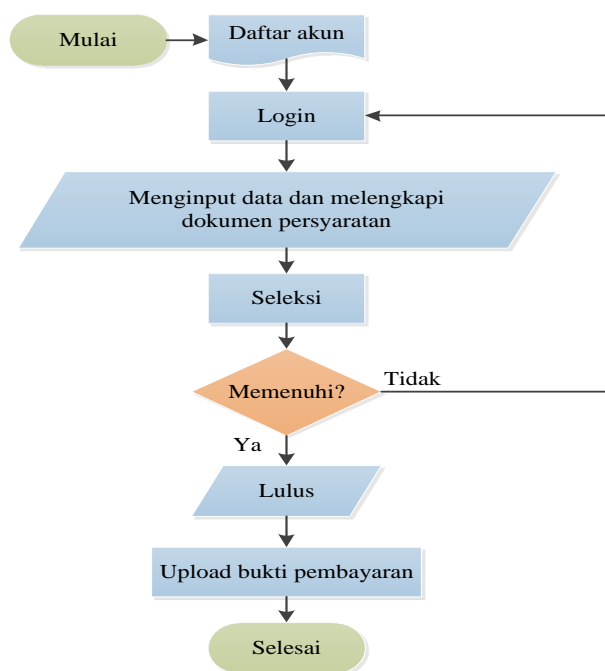 Mulai
Daftar akun
Login
Menginput data dan melengkapi
dokumen persyaratan
Seleksi
Memenuhi?
Tidak
Ya
Lulus
Upload bukti pembayaran
Selesai